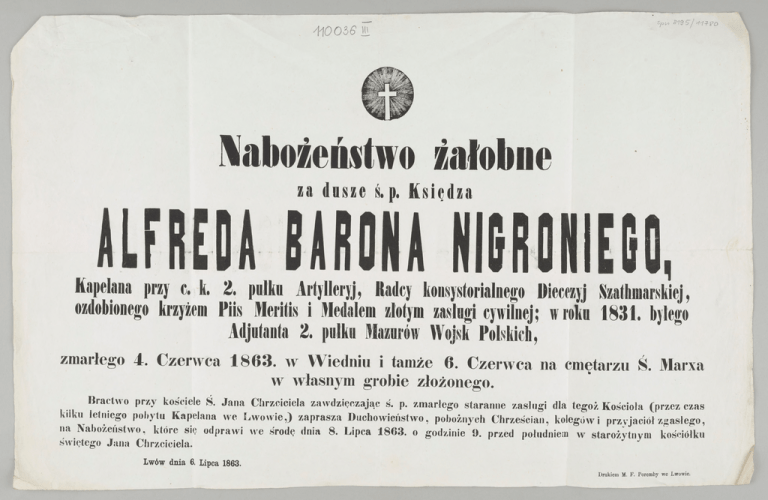 110036 III
Nabożeństwo żałobne
za dusze ś. p. Księdza
ALFREDA BARONA NIGRONIEGO,
Kapelana przy c. k. 2. pułku Artylleryj, Radcy konsystorialnego Diecezyj Szathmarskiej,
ozdobionego krzyżem Piis Meritis i Medalem złotym zasługi cywilnej; w roku 1831. byłego
Adjutanta 2. pułku Mazurów Wojsk Polskich,
zmarłego 4. Czerwca 1863. w Wiedniu i tamże 6. Czerwca na cmętarzu Ś. Marxa
w własnym grobie złożonego.
Bractwo przy kościele Ś. Jana Chrzciciela zawdzięczając ś. p. zmarłego staranne zasługi dla tegoż Kościoła (przez czas
kilku letniego pobytu Kapelana we Lwowie,) zaprasza Duchowieństwo, pobożnych Chrześcian, kolegów i przyjaciół zgasłego,
na Nabożeństwo, które się odprawi we środę dnia 8. Lipca 1863. o godzinie 9. przed południem w starożytnym kościółku
świętego Jana Chrzciciela.
Lwów dnia 6. Lipca 1863.
Drukiem M. F. Poremby we Lwowie.